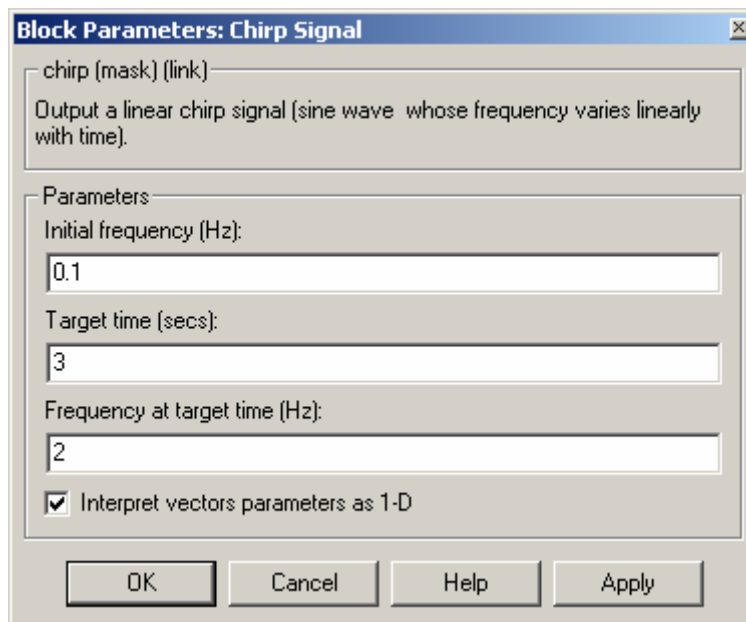 Block Parameters: Chirp Signal
chirp (mask) (link)
Output a linear chirp signal (sine wave whose frequency varies linearly
with time).
Parameters
Initial frequency (Hz):
0.1
Target time (secs):
3
Frequency at target time (Hz):
2
Interpret vectors parameters as 1-D
OK Cancel Help Apply